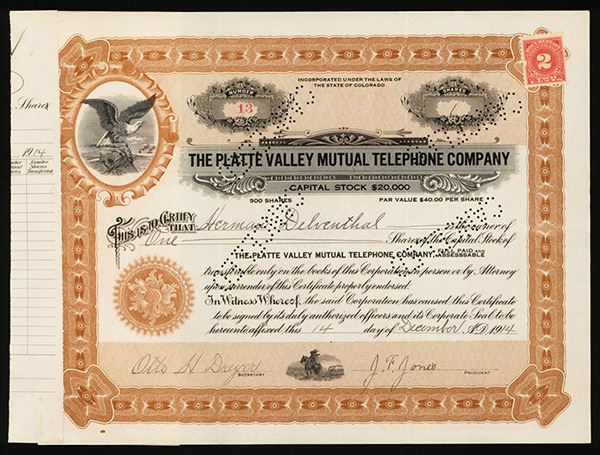 Shares
1914
Number
Shares
Transferred
INCORPORATED UNDER THE LAWS OF
THE STATE OF COLORADO
NUMBER
13
SHARES
1
DOCUMENTARY
2
THE PLATTE VALLEY MUTUAL TELEPHONE COMPANY
CAPITAL STOCK $20,000
500 SHARES
PAR VALUE $40.00 PER SHARE
THIS IS TO CERTIFY THAT
Herman Delventhal
is the owner of
One
Shares of the Capital Stock of
THE PLATTE VALLEY MUTUAL TELEPHONE COMPANY. FULL PAID AND NON-ASSESSABLE
transferable only on the books of this Corporation in person or by Attorney
upon surrender of this Certificate properly endorsed.
In Witness Whereof, the said Corporation has caused this Certificate
to be signed by its duly authorized officers and its Corporate Seal to be
hereunto affixed this 14 day of December A.D. 1914
Otto H Dreyer
SECRETARY
J. F. Jones
PRESIDENT